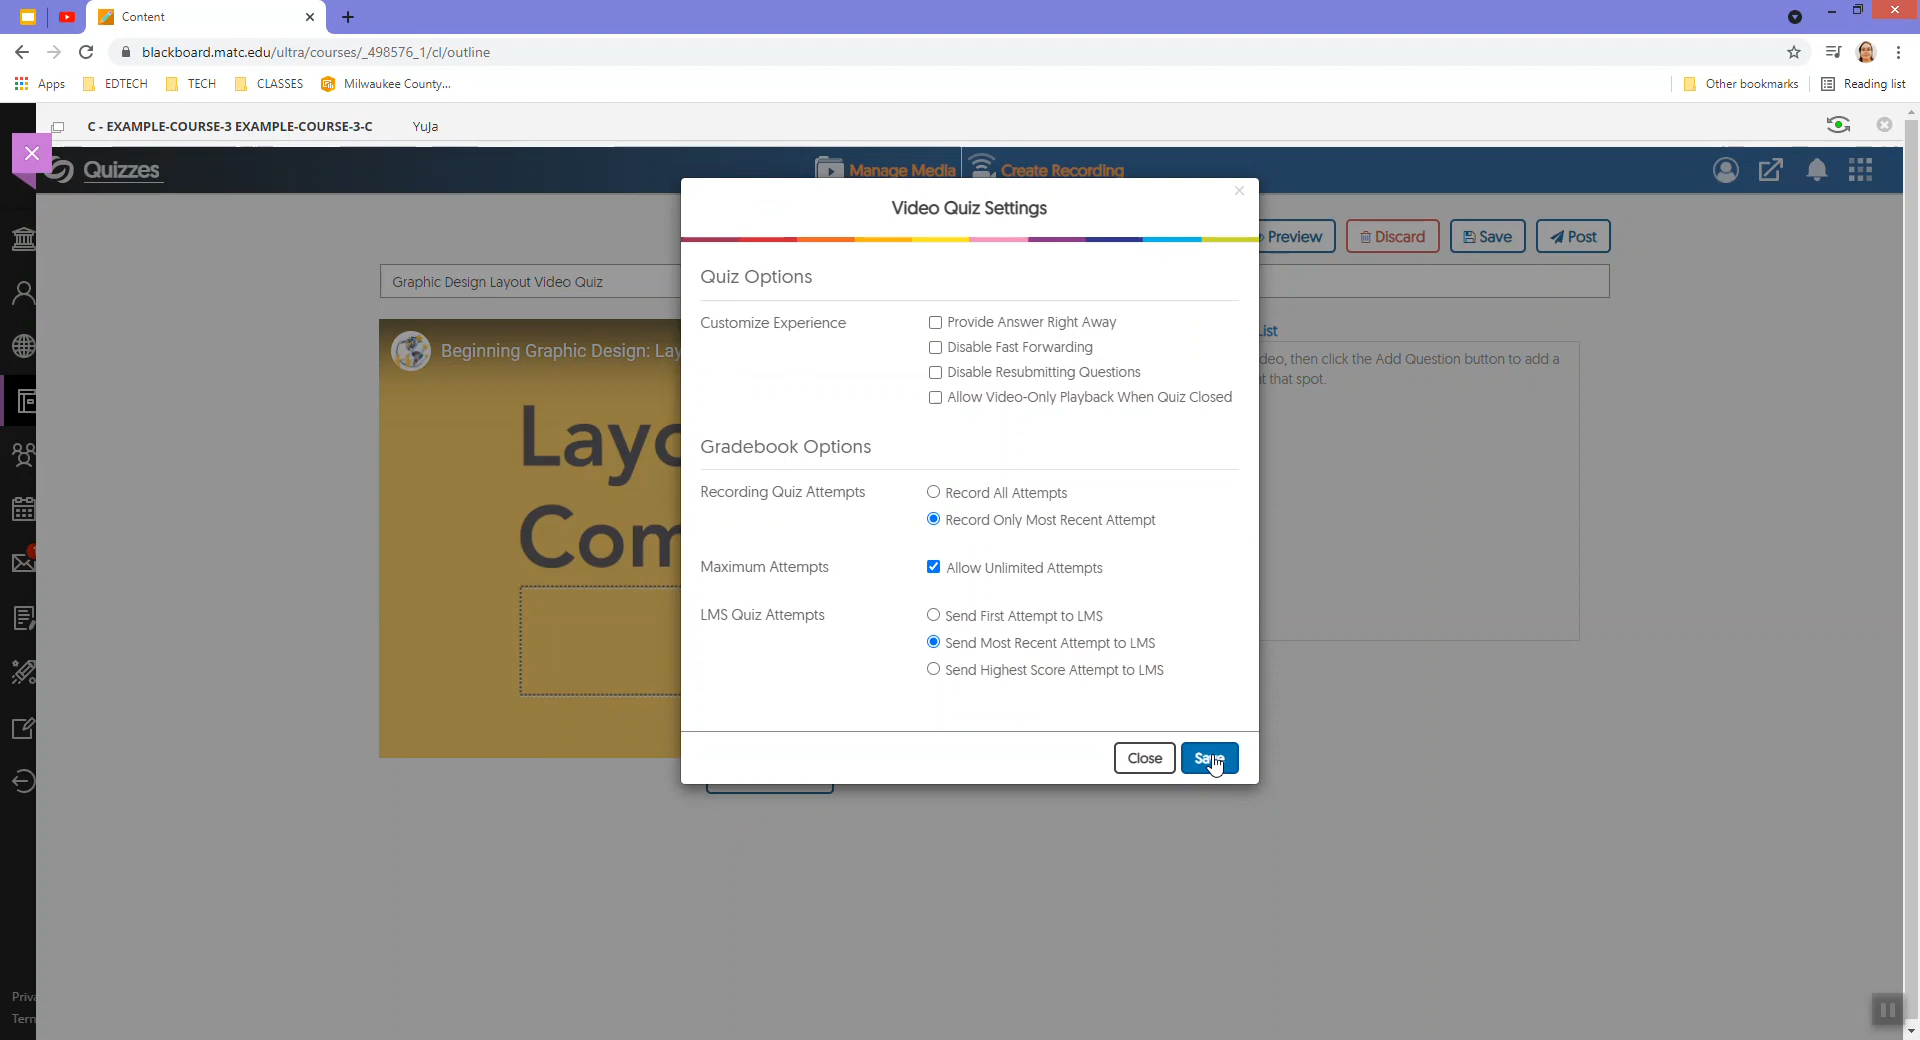 Content
blackboard.matc.edu/ultra/courses/_498576_1/cl/outline
Apps EDTECH TECH CLASSES Milwaukee County... Other bookmarks Reading list
C - EXAMPLE-COURSE-3 EXAMPLE-COURSE-3-C YuJa
Quizzes Manage Media Create Recording
Video Quiz Settings
Preview Discard Save Post
Graphic Design Layout Video Quiz
Quiz Options
Customize Experience Provide Answer Right Away
Disable Fast Forwarding
Disable Resubmitting Questions
Allow Video-Only Playback When Quiz Closed
List
deo, then click the Add Question button to add a
t that spot.
Beginning Graphic Design: Lay
Layo
Com
Gradebook Options
Recording Quiz Attempts Record All Attempts
Record Only Most Recent Attempt
Maximum Attempts Allow Unlimited Attempts
LMS Quiz Attempts Send First Attempt to LMS
Send Most Recent Attempt to LMS
Send Highest Score Attempt to LMS
Close Save
Priva
Term